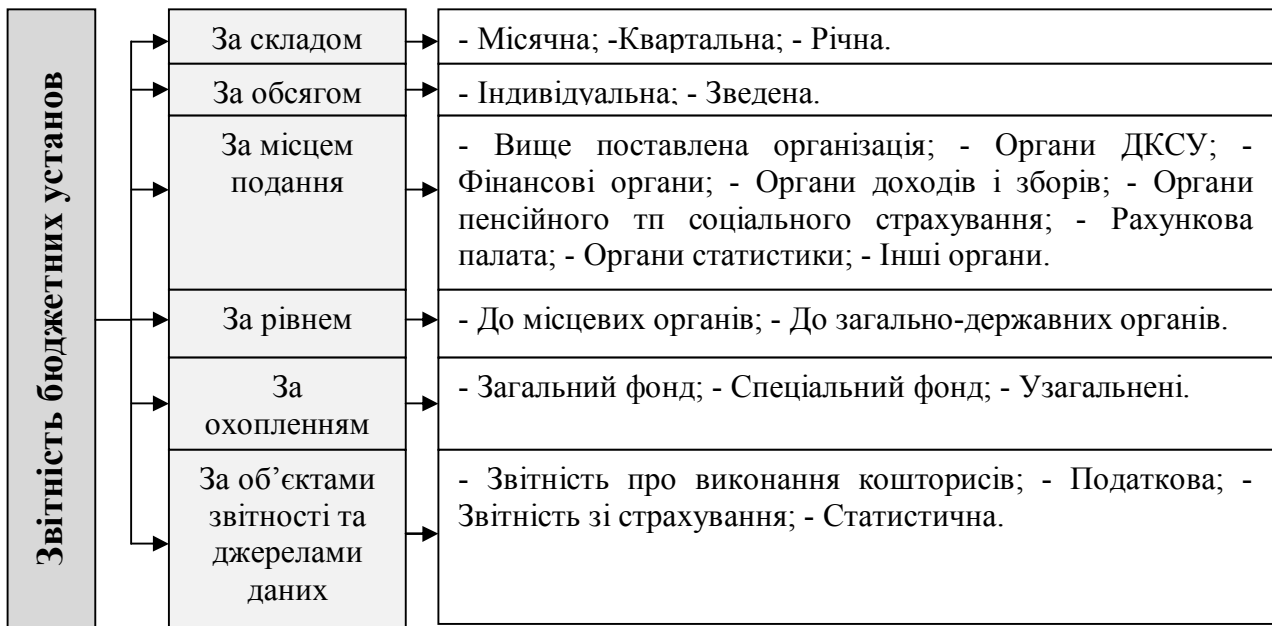 Звітність бюджетних установ
За складом
- Місячна; -Квартальна; - Річна.
За обсягом
- Індивідуальна; - Зведена.
За місцем
подання
- Вище поставлена організація; - Органи ДКСУ; -
Фінансові органи; - Органи доходів і зборів; - Органи
пенсійного тп соціального страхування; - Рахункова
палата; - Органи статистики; - Інші органи.
За рівнем
- До місцевих органів; - До загально-державних органів.
За
охопленням
- Загальний фонд; - Спеціальний фонд; - Узагальнені.
За об’єктами
звітності та
джерелами
даних
- Звітність про виконання кошторисів; - Податкова; -
Звітність зі страхування; - Статистична.